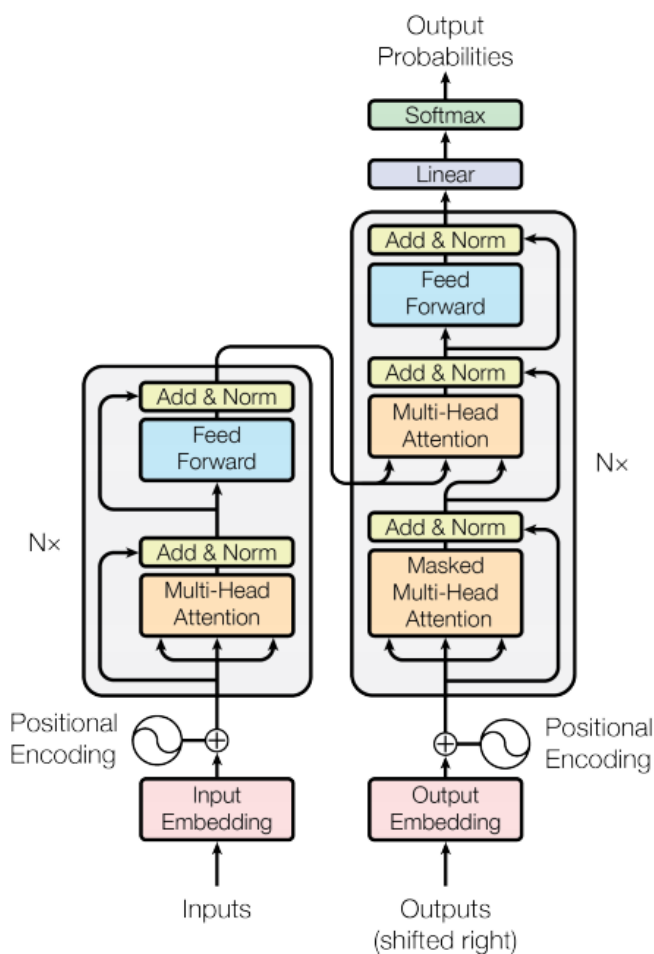 Output
Probabilities
Softmax
Linear
Add & Norm
Feed
Forward
Add & Norm
Multi-Head
Attention
Add & Norm
Masked
Multi-Head
Attention
Nx
Add & Norm
Feed
Forward
Add & Norm
Multi-Head
Attention
Nx
Positional
Encoding
Positional
Encoding
Input
Embedding
Output
Embedding
Inputs
Outputs
(shifted right)